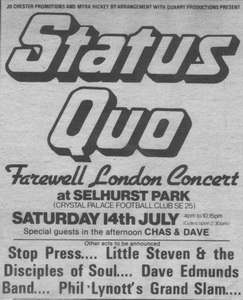 JO CHESTER PROMOTIONS AND MYRA HICKEY BY ARRANGEMENT WITH QUARRY PRODUCTIONS PRESENT
Status
Quo
Farewell London Concert
at SELHURST PARK
(CRYSTAL PALACE FOOTBALL CLUB SE 25)
SATURDAY 14th JULY 4pm to 10.15pm
(Gates open 2.30pm)
Special guests in the afternoon CHAS & DAVE
Other acts to be announced
Stop Press.... Little Steven & the
Disciples of Soul.... Dave Edmunds
Band.... Phil Lynott's Grand Slam....